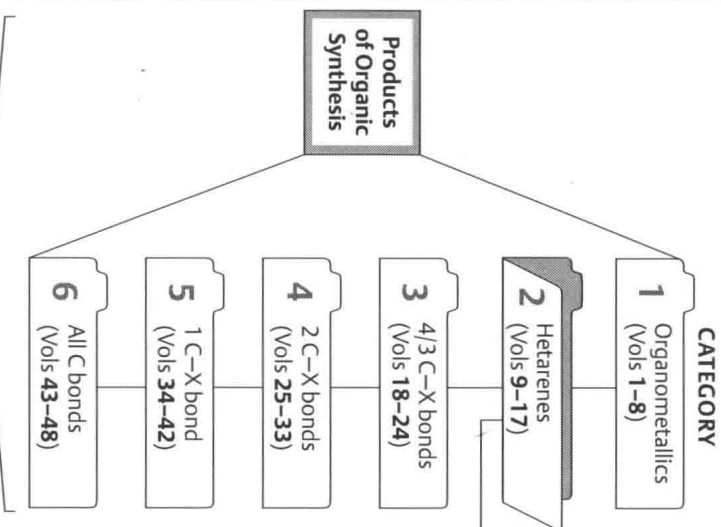 Products
of Organic
Synthesis
CATEGORY
1 Organometallics
(Vols 1–8)
2 Hetarenes
(Vols 9–17)
3 4/3 C–X bonds
(Vols 18–24)
4 2 C–X bonds
(Vols 25–33)
5 1 C–X bond
(Vols 34–42)
6 All C bonds
(Vols 43–48)